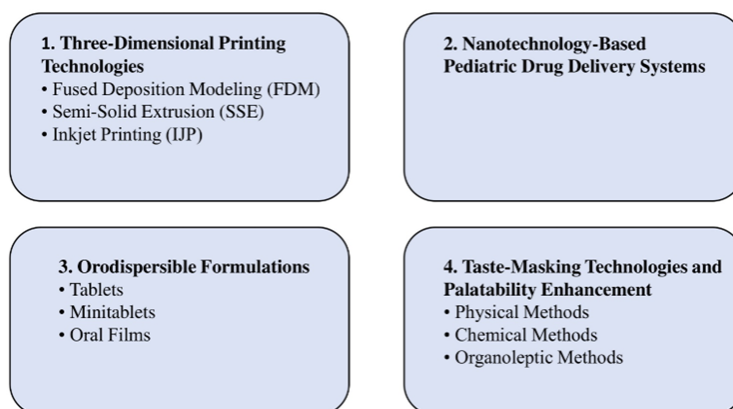 1. Three-Dimensional Printing
Technologies
• Fused Deposition Modeling (FDM)
• Semi-Solid Extrusion (SSE)
• Inkjet Printing (IJP)
2. Nanotechnology-Based
Pediatric Drug Delivery Systems
3. Orodispersible Formulations
• Tablets
• Minitablets
• Oral Films
4. Taste-Masking Technologies and
Palatability Enhancement
• Physical Methods
• Chemical Methods
• Organoleptic Methods